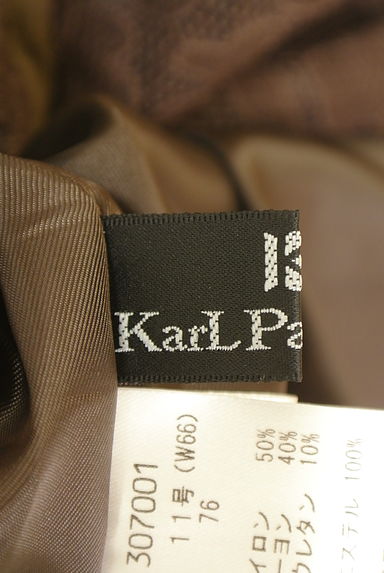 KarL Pa
307001
11号 (W66)
76
イロン 50%
ーヨン 40%
ウレタン 10%
ステル 100%